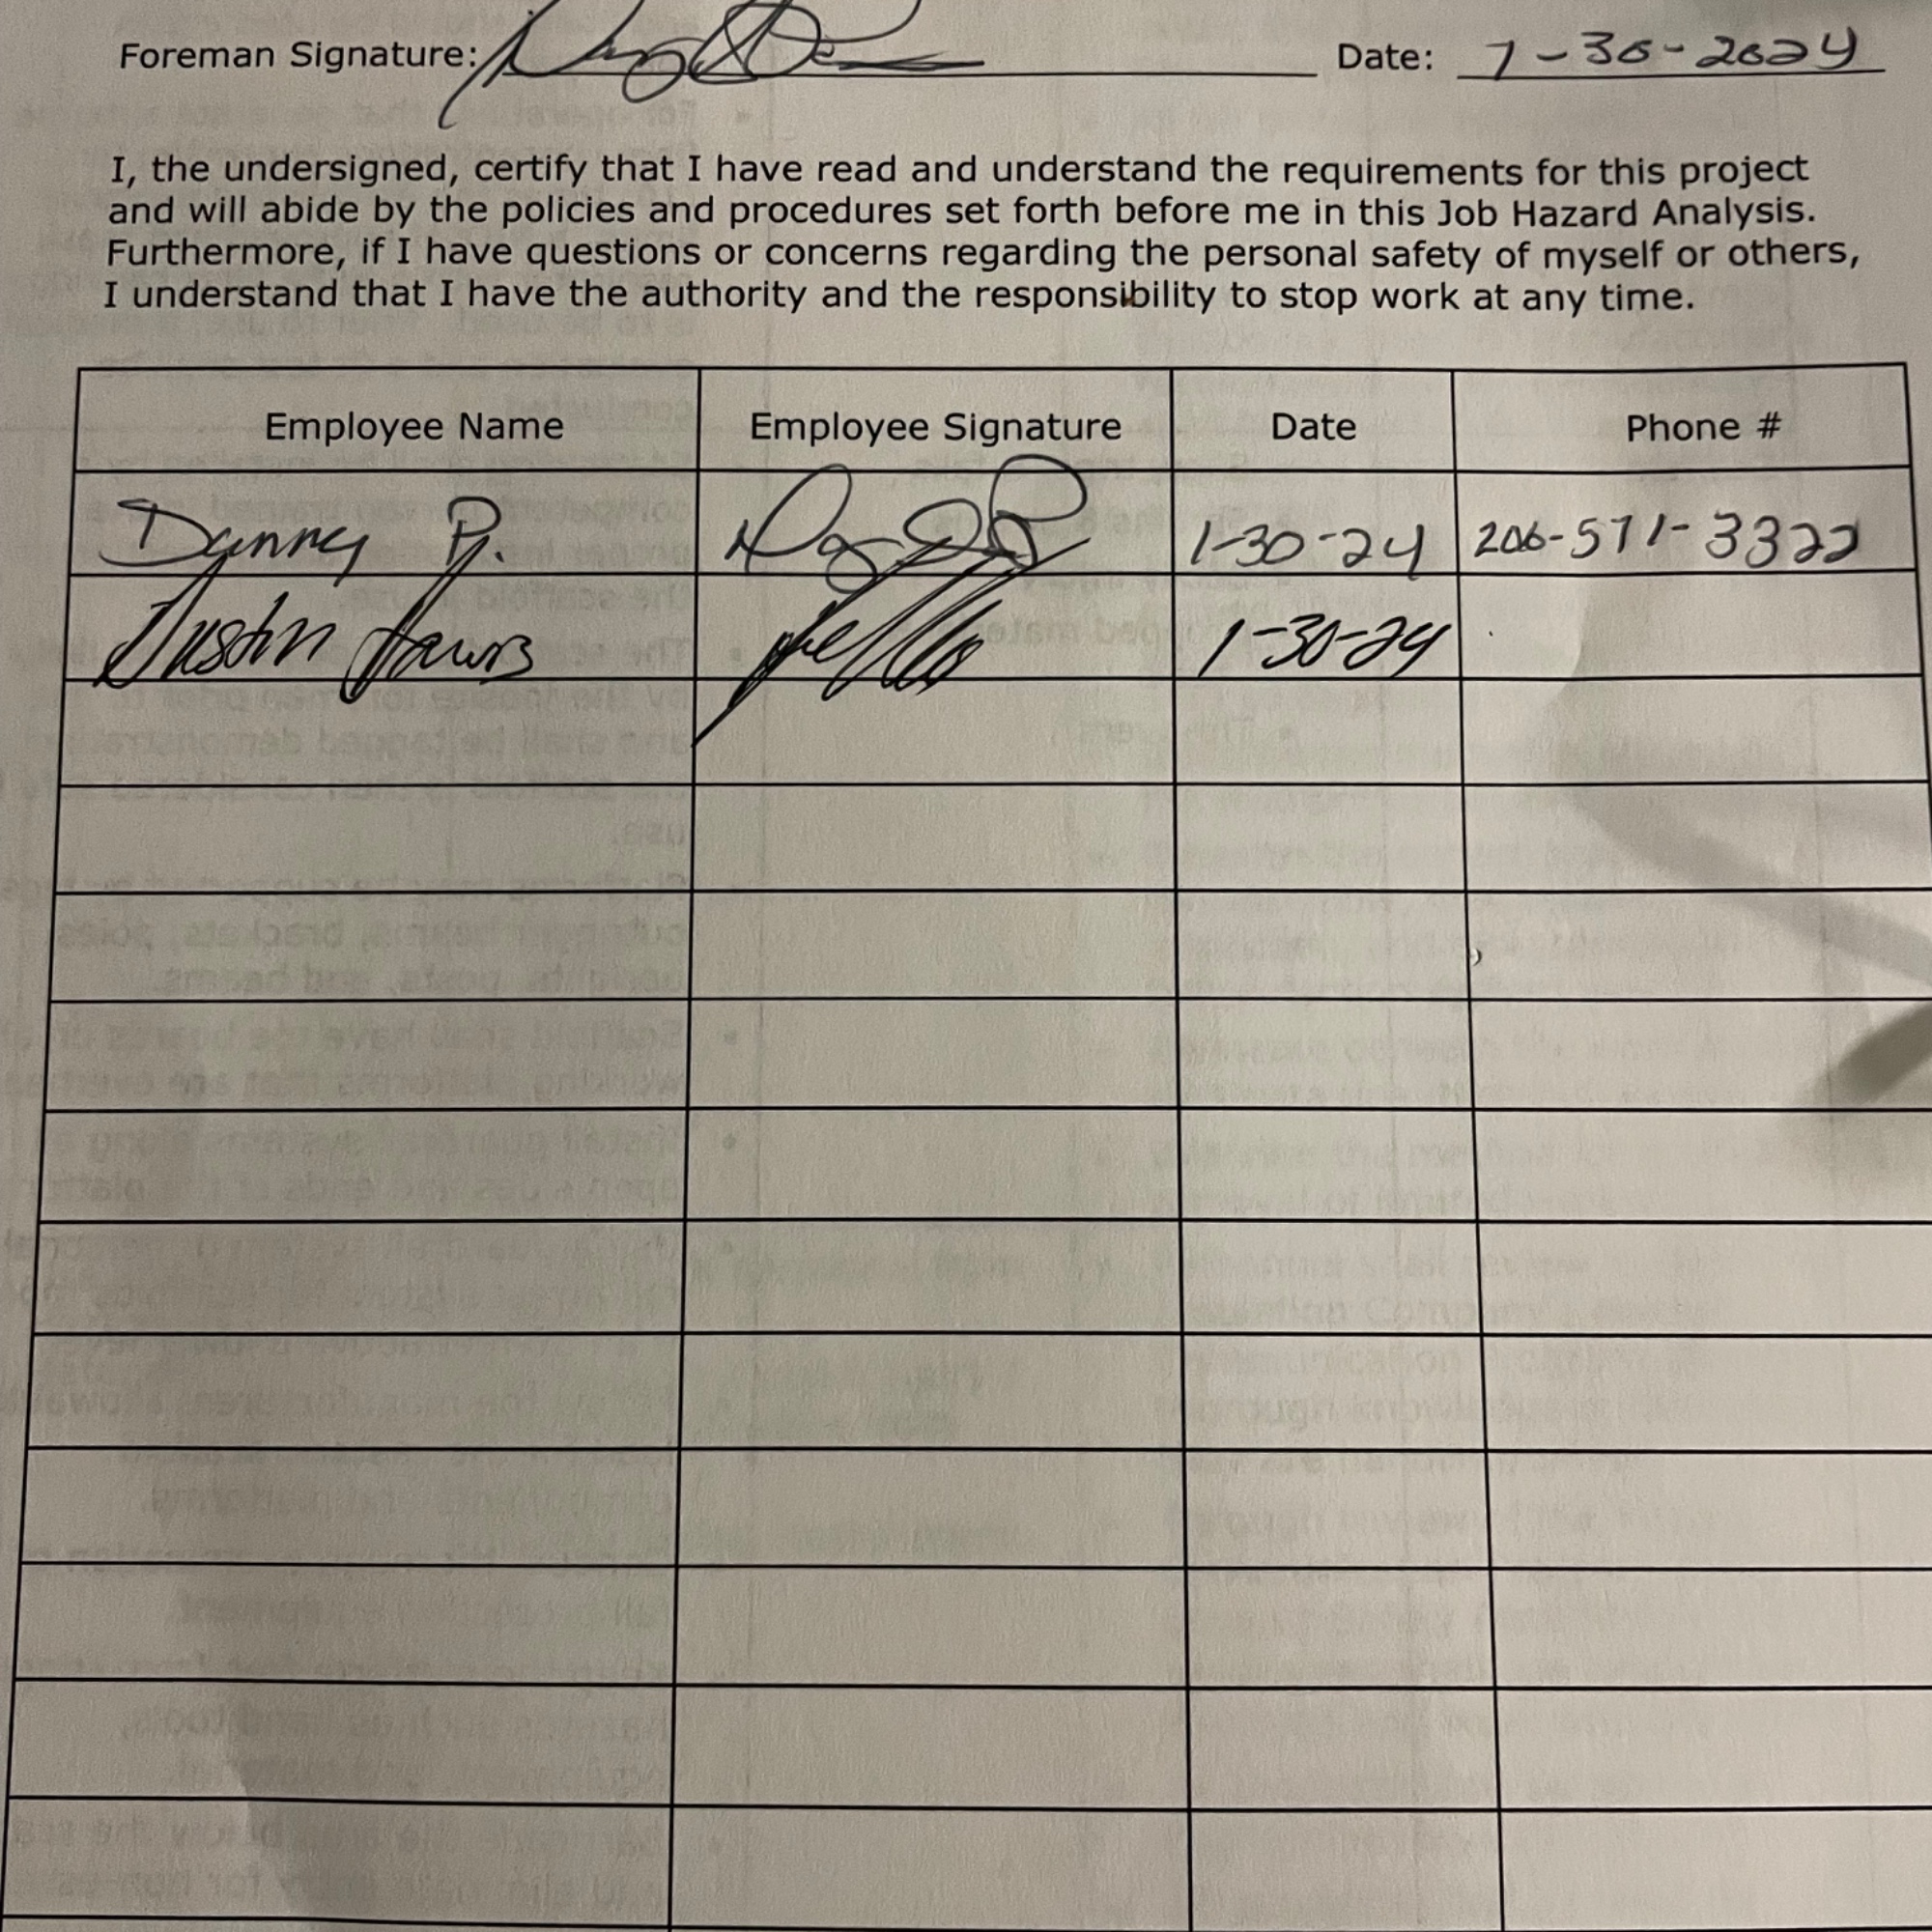 Foreman Signature: Date: 1-30-2024
I, the undersigned, certify that I have read and understand the requirements for this project
and will abide by the policies and procedures set forth before me in this Job Hazard Analysis.
Furthermore, if I have questions or concerns regarding the personal safety of myself or others,
I understand that I have the authority and the responsibility to stop work at any time.
Employee Name Employee Signature Date Phone #
Danny P. 1-30-24 206-571-3322
Dustin 1-30-24